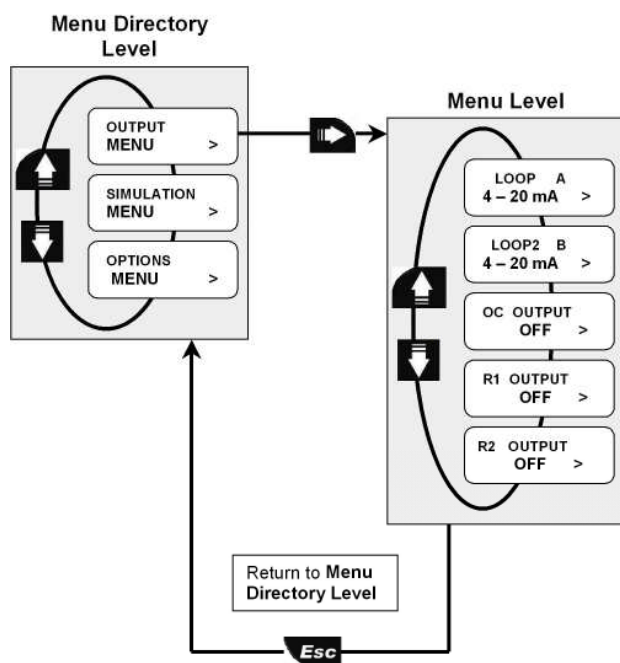 Menu Directory
Level
OUTPUT
MENU >
SIMULATION
MENU >
OPTIONS
MENU >
Menu Level
LOOP A
4 – 20 mA >
LOOP2 B
4 – 20 mA >
OC OUTPUT
OFF >
R1 OUTPUT
OFF >
R2 OUTPUT
OFF >
Return to Menu
Directory Level
Esc